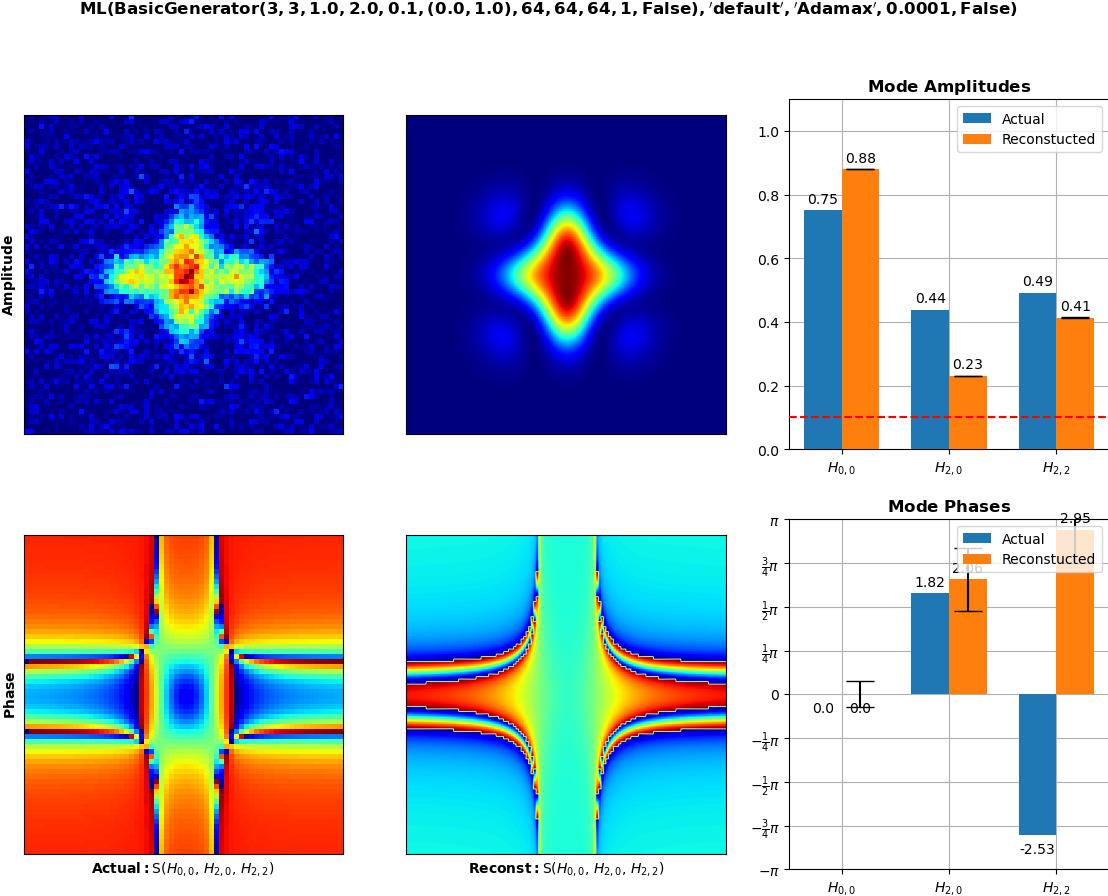 ML(BasicGenerator(3, 3, 1.0, 2.0, 0.1, (0.0, 1.0), 64, 64, 64, 1, False), ′default′, ′Adamax′, 0.0001, False)
Amplitude
Mode Amplitudes
Actual
Reconstucted
1.0
0.8
0.6
0.4
0.2
0.0
0.75
0.88
0.44
0.23
0.49
0.41
H0,0
H2,0
H2,2
Phase
Actual: S(H0,0, H2,0, H2,2)
Reconst: S(H0,0, H2,0, H2,2)
Mode Phases
Actual
Reconstucted
π
3/4π
1/2π
1/4π
0
−1/4π
−1/2π
−3/4π
−π
0.0
0.0
1.82
2.06
-2.53
2.95
H0,0
H2,0
H2,2